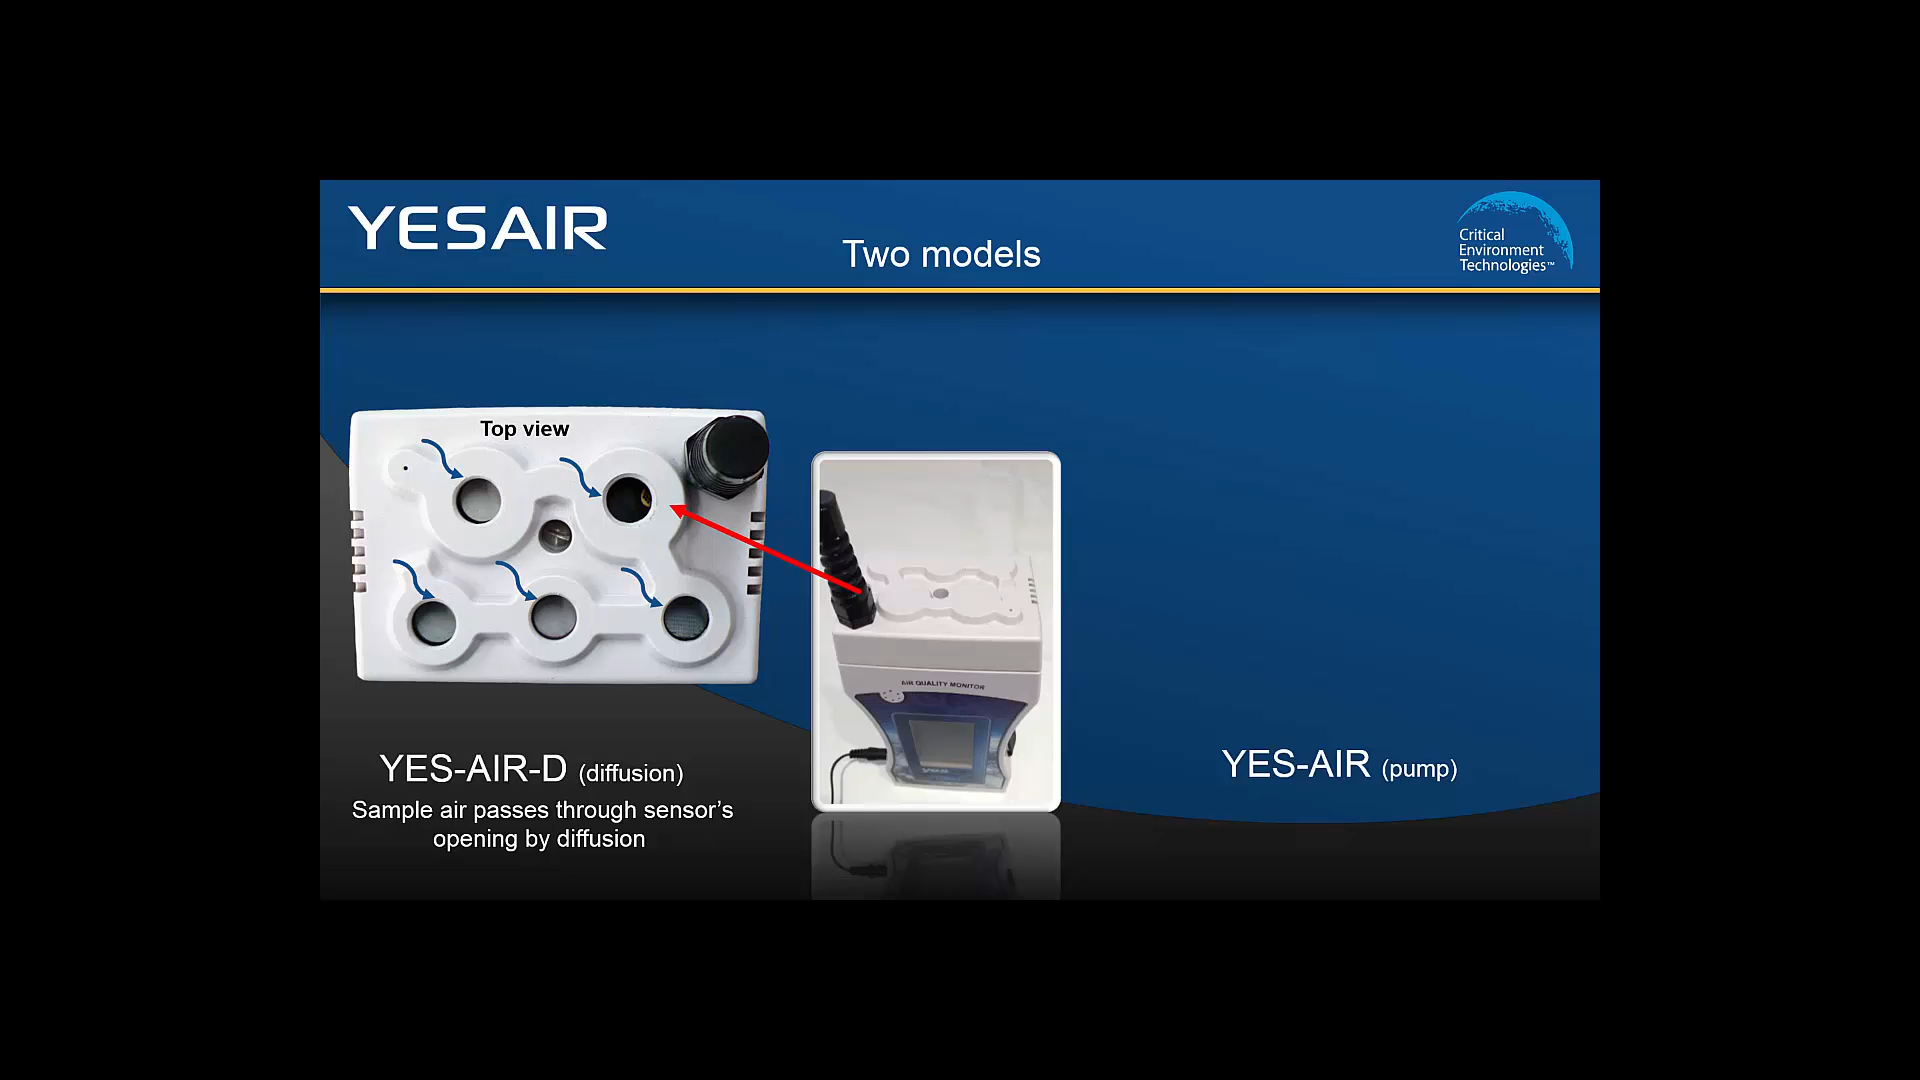 YESAIR
Two models
Critical
Environment
Technologies™
Top view
AIR QUALITY MONITOR
YES-AIR-D (diffusion)
Sample air passes through sensor’s
opening by diffusion
YES-AIR (pump)